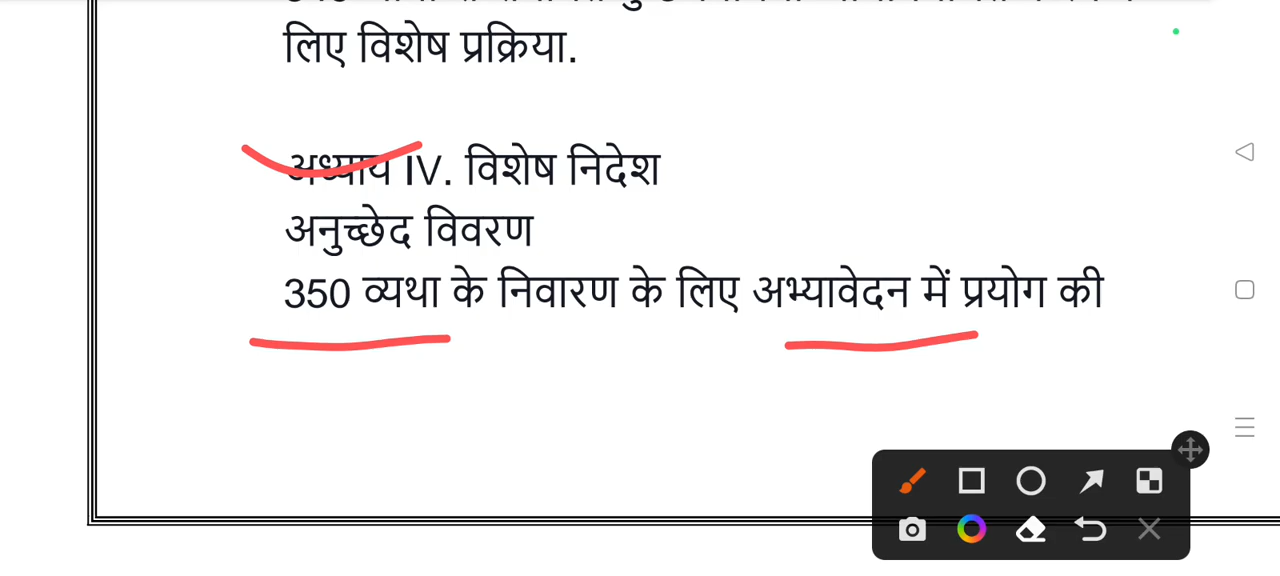 लिए विशेष प्रक्रिया.
अध्याय IV. विशेष निदेश
अनुच्छेद विवरण
350 व्यथा के निवारण के लिए अभ्यावेदन में प्रयोग की